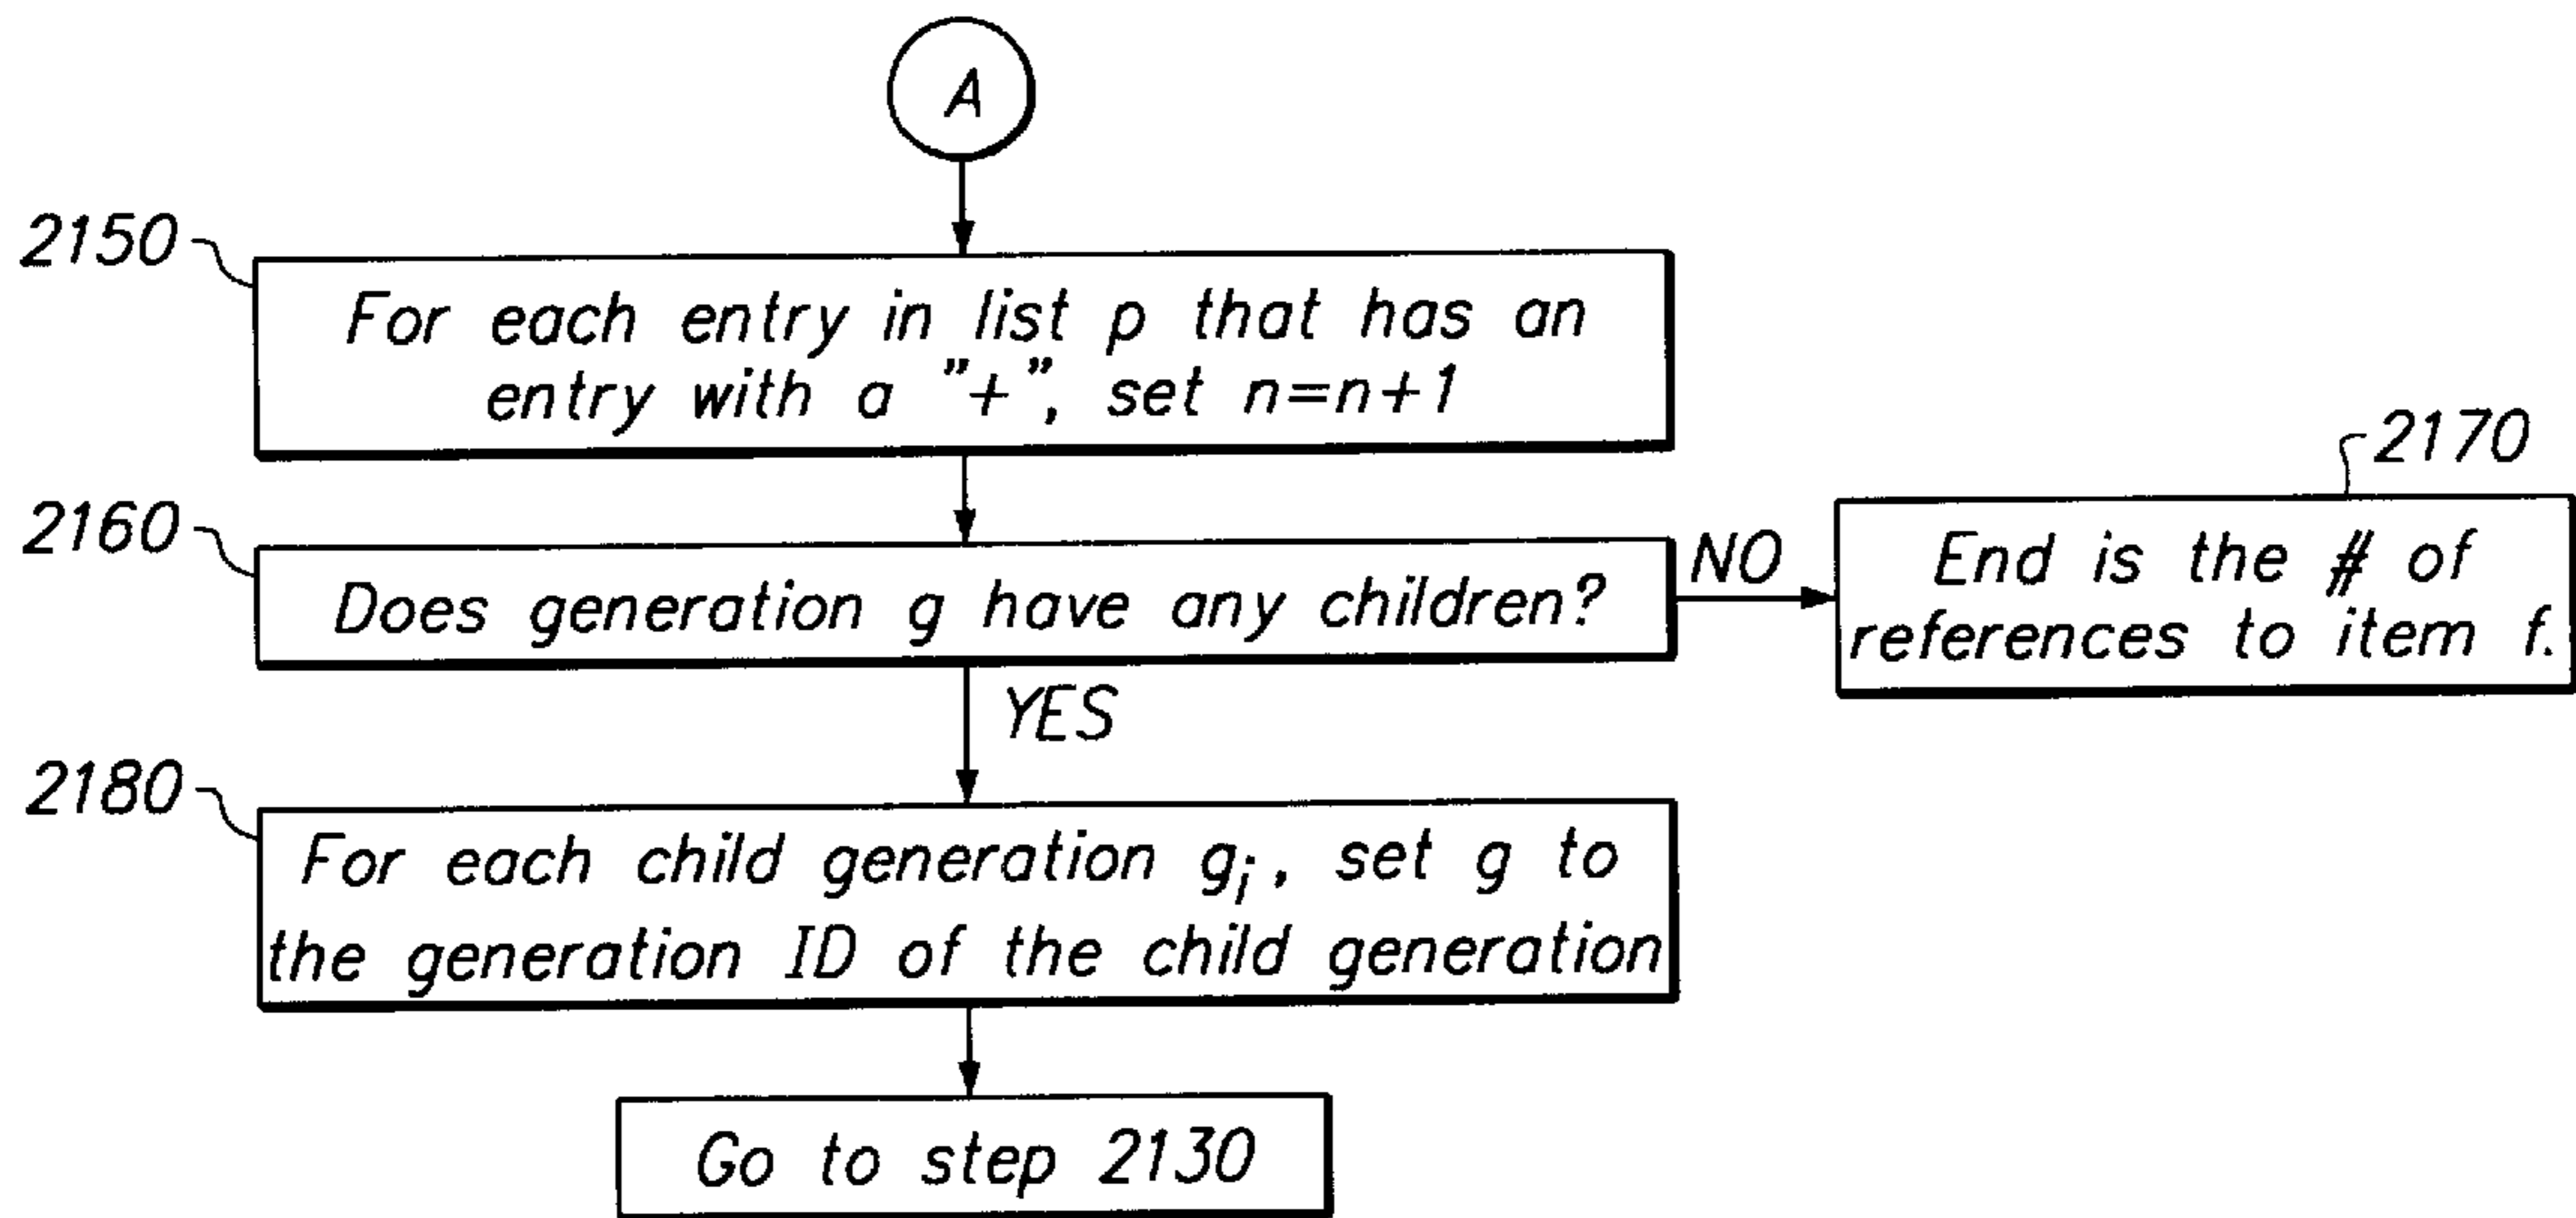 A
2150
For each entry in list p that has an
entry with a "+", set n=n+1
2160
Does generation g have any children?
NO
2170
End is the # of
references to item f.
YES
2180
For each child generation gᵢ, set g to
the generation ID of the child generation
Go to step 2130